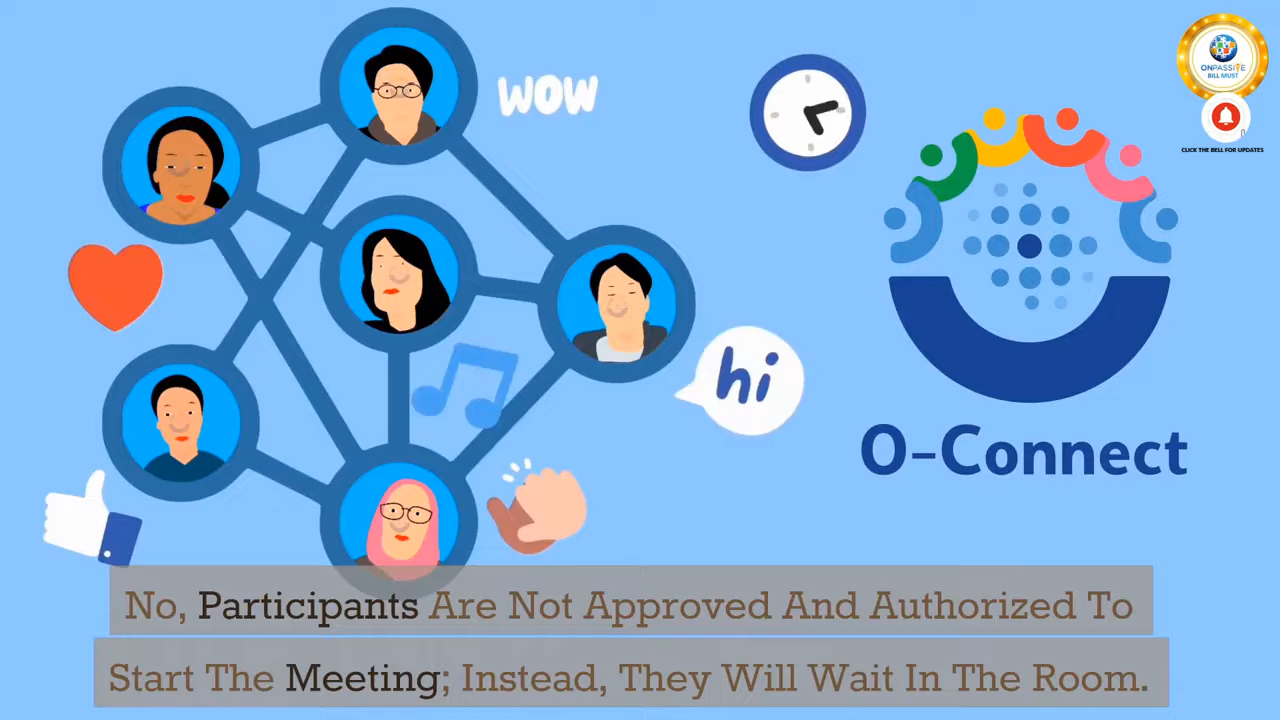 WOW
ONPASSIVE
BILL MUST
CLICK THE BELL FOR UPDATES
hi
O-Connect
No, Participants Are Not Approved And Authorized To
Start The Meeting; Instead, They Will Wait In The Room.